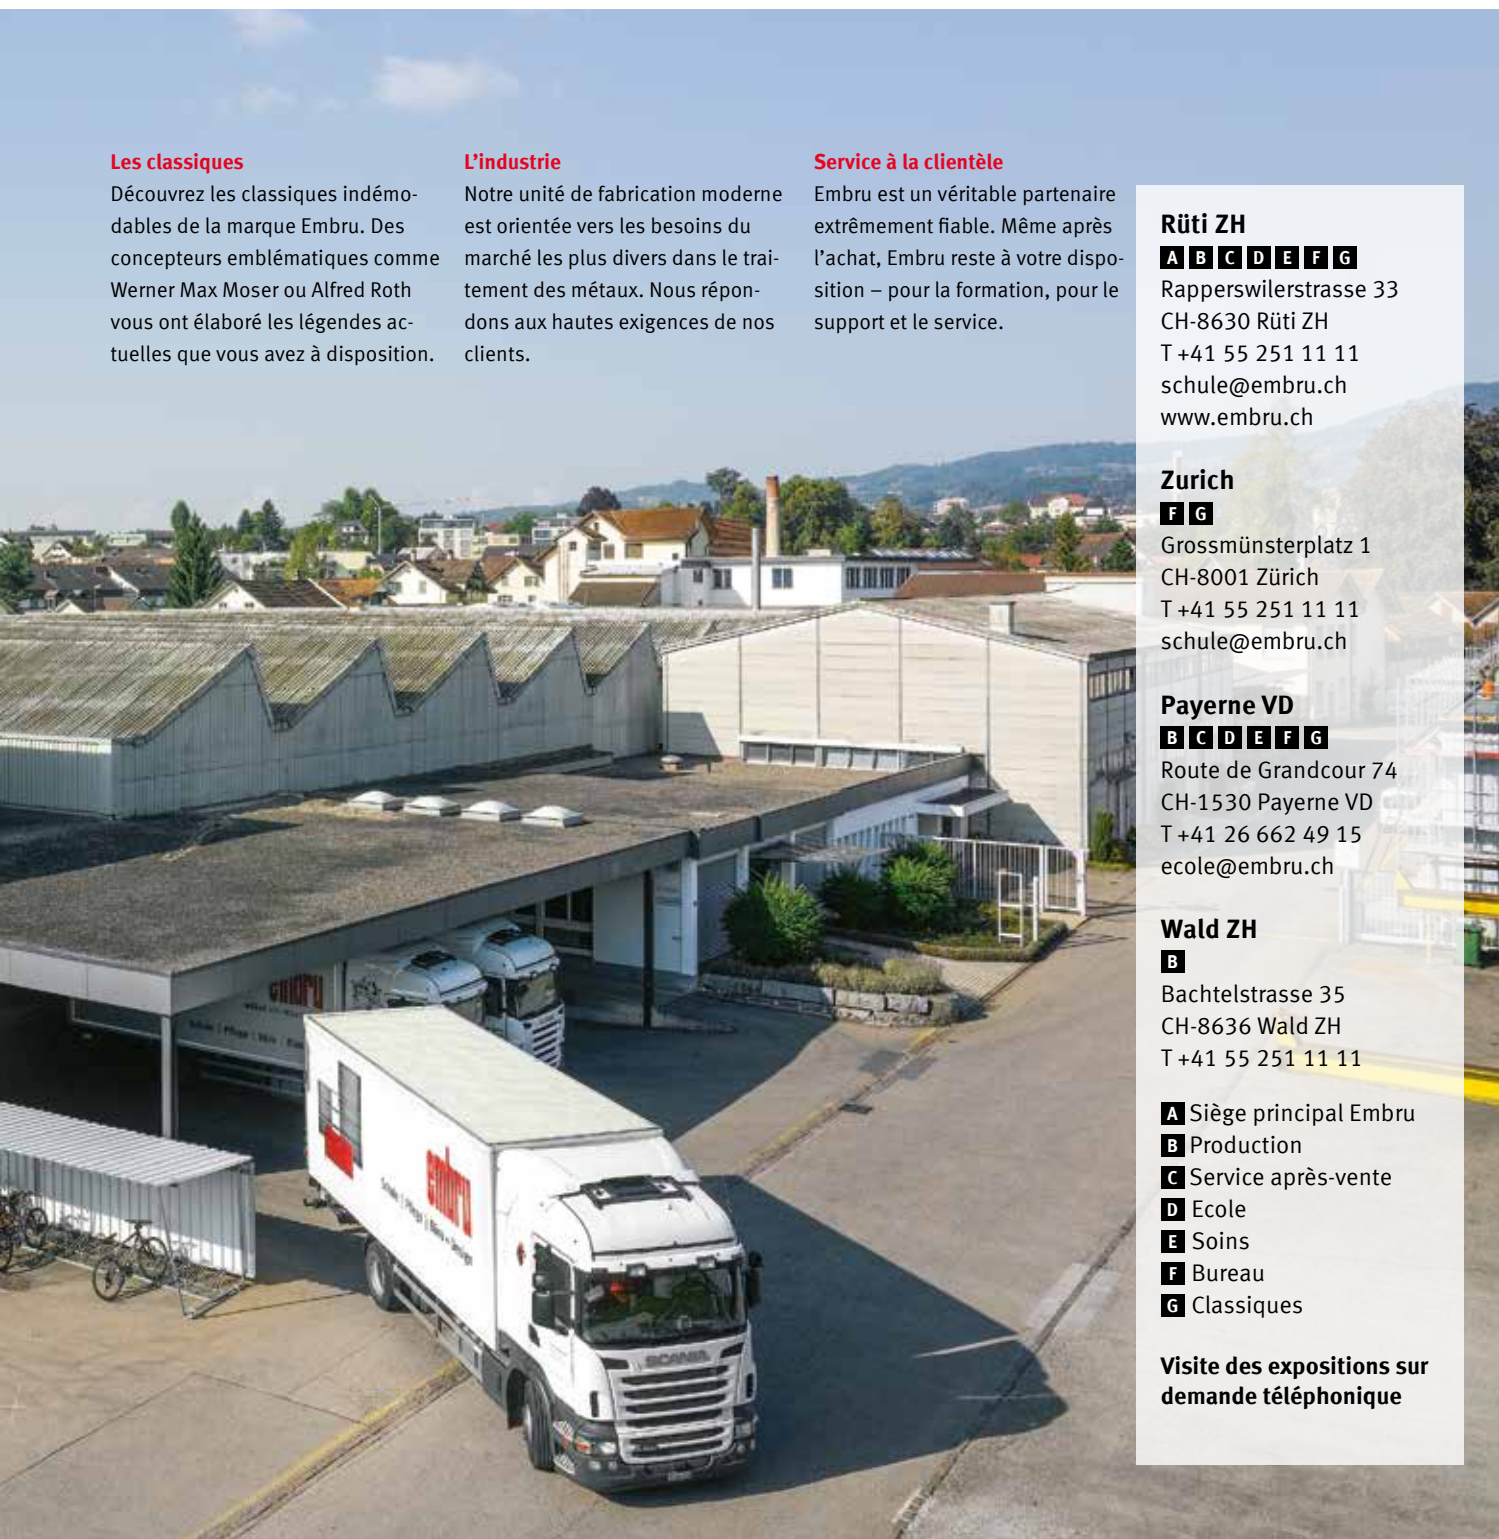 Les classiques
Découvrez les classiques indémo-
dables de la marque Embru. Des
concepteurs emblématiques comme
Werner Max Moser ou Alfred Roth
vous ont élaboré les légendes ac-
tuelles que vous avez à disposition.
L’industrie
Notre unité de fabrication moderne
est orientée vers les besoins du
marché les plus divers dans le trai-
tement des métaux. Nous répon-
dons aux hautes exigences de nos
clients.
Service à la clientèle
Embru est un véritable partenaire
extrêmement fiable. Même après
l’achat, Embru reste à votre dispo-
sition – pour la formation, pour le
support et le service.
Rüti ZH
A B C D E F G
Rapperswilerstrasse 33
CH-8630 Rüti ZH
T +41 55 251 11 11
schule@embru.ch
www.embru.ch
Zurich
F G
Grossmünsterplatz 1
CH-8001 Zürich
T +41 55 251 11 11
schule@embru.ch
Payerne VD
B C D E F G
Route de Grandcour 74
CH-1530 Payerne VD
T +41 26 662 49 15
ecole@embru.ch
Wald ZH
B
Bachtelstrasse 35
CH-8636 Wald ZH
T +41 55 251 11 11
A Siège principal Embru
B Production
C Service après-vente
D Ecole
E Soins
F Bureau
G Classiques
Visite des expositions sur
demande téléphonique
embru
Schule | Pflege |
embru
Schule | Pflege | Büro | Design
SCANIA